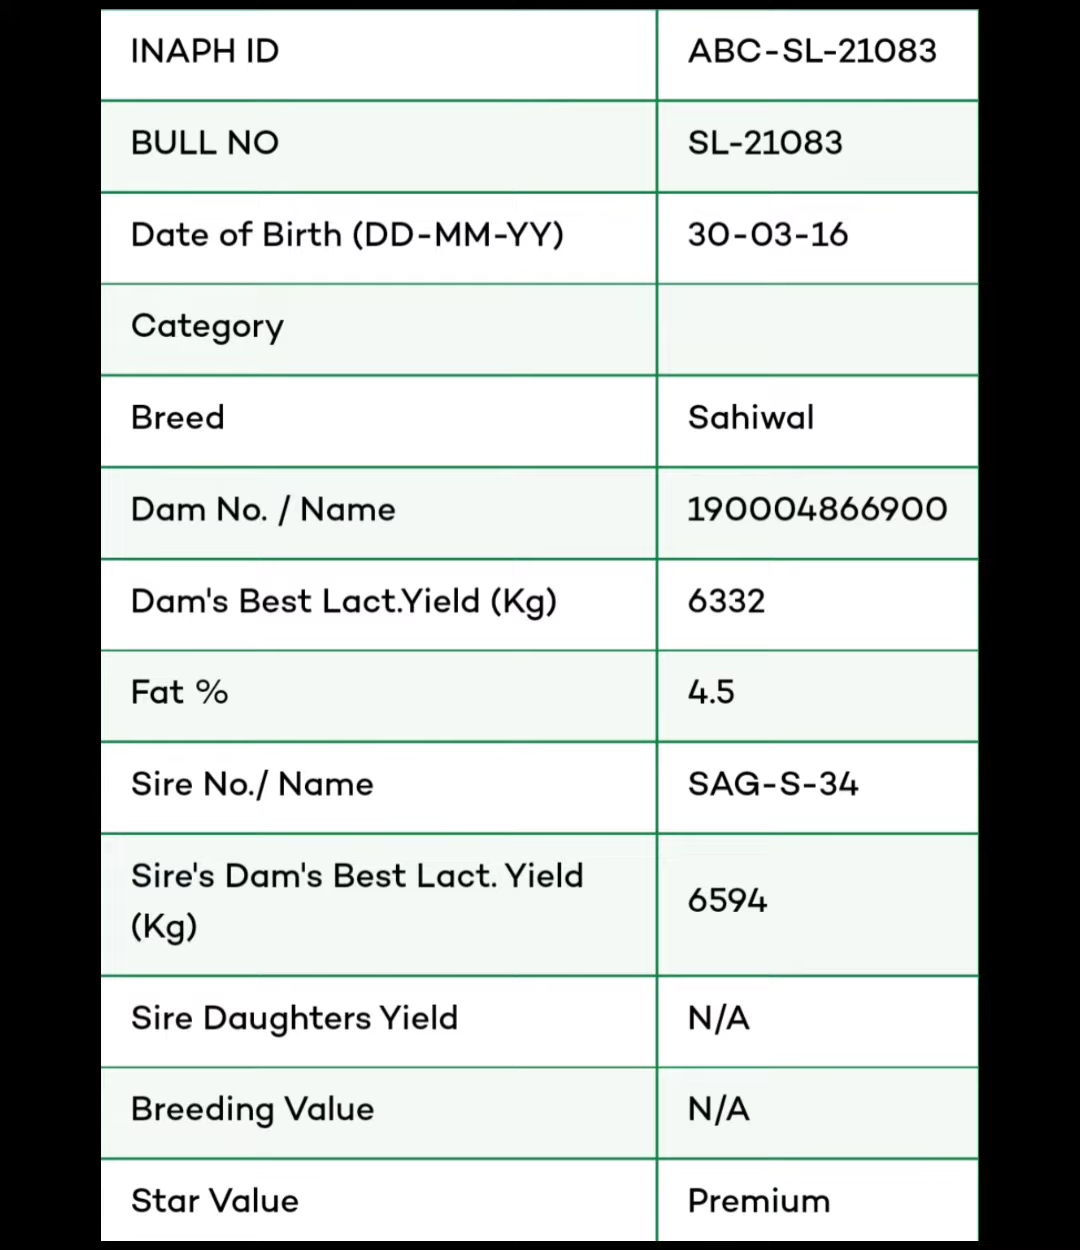 INAPH ID ABC-SL-21083
BULL NO SL-21083
Date of Birth (DD-MM-YY) 30-03-16
Category
Breed Sahiwal
Dam No. / Name 190004866900
Dam's Best Lact.Yield (Kg) 6332
Fat % 4.5
Sire No./ Name SAG-S-34
Sire's Dam's Best Lact. Yield
(Kg) 6594
Sire Daughters Yield N/A
Breeding Value N/A
Star Value Premium